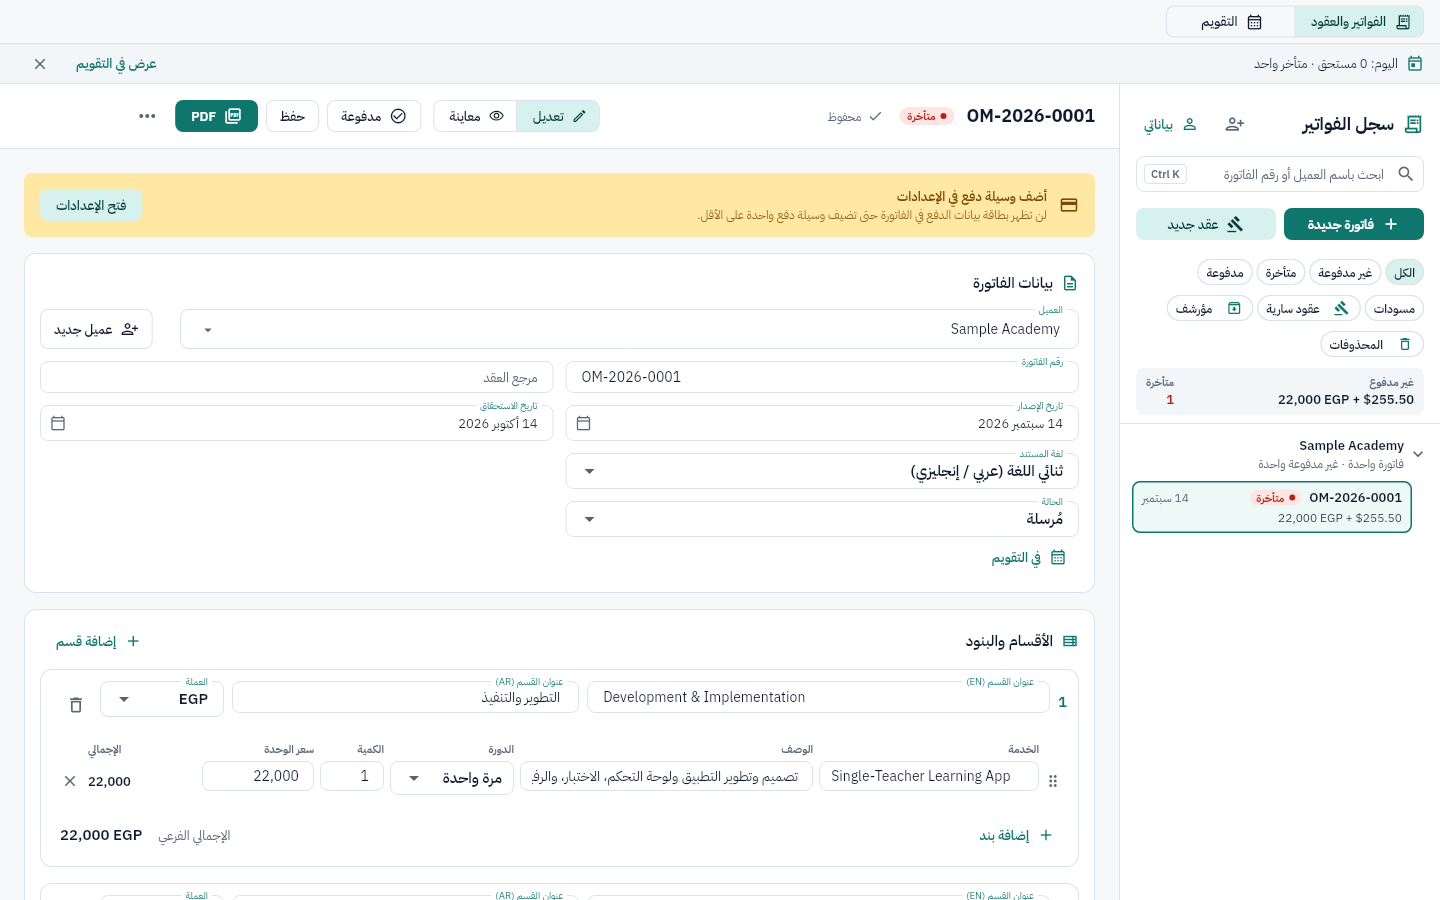 الفواتير والعقود
التقويم
اليوم: 0 مستحق · متأخر واحد
عرض في التقويم
سجل الفواتير
بياناتي
ابحث باسم العميل أو رقم الفاتورة
Ctrl K
فاتورة جديدة
عقد جديد
الكل
غير مدفوعة
متأخرة
مدفوعة
مسودات
عقود سارية
مؤرشف
المحذوفات
غير مدفوع
متأخرة
22,000 EGP + $255.50
1
Sample Academy
فاتورة واحدة · غير مدفوعة واحدة
OM-2026-0001
متأخرة
14 سبتمبر
22,000 EGP + $255.50
OM-2026-0001
متأخرة
محفوظ
تعديل
معاينة
مدفوعة
حفظ
PDF
أضف وسيلة دفع في الإعدادات
لن تظهر بطاقة بيانات الدفع في الفاتورة حتى تضيف وسيلة دفع واحدة على الأقل.
فتح الإعدادات
بيانات الفاتورة
العميل
Sample Academy
عميل جديد
رقم الفاتورة
OM-2026-0001
مرجع العقد
تاريخ الإصدار
14 سبتمبر 2026
تاريخ الاستحقاق
14 أكتوبر 2026
لغة المستند
ثنائي اللغة (عربي / إنجليزي)
الحالة
مُرسلة
في التقويم
الأقسام والبنود
إضافة قسم
1
عنوان القسم (EN)
Development & Implementation
عنوان القسم (AR)
التطوير والتنفيذ
العملة
EGP
الخدمة
الوصف
الدورة
الكمية
سعر الوحدة
الإجمالي
Single-Teacher Learning App
تصميم وتطوير التطبيق ولوحة التحكم، الاختبار، والرف
مرة واحدة
1
22,000
22,000
إضافة بند
الإجمالي الفرعي
22,000 EGP
عنوان القسم (EN)
عنوان القسم (AR)
العملة